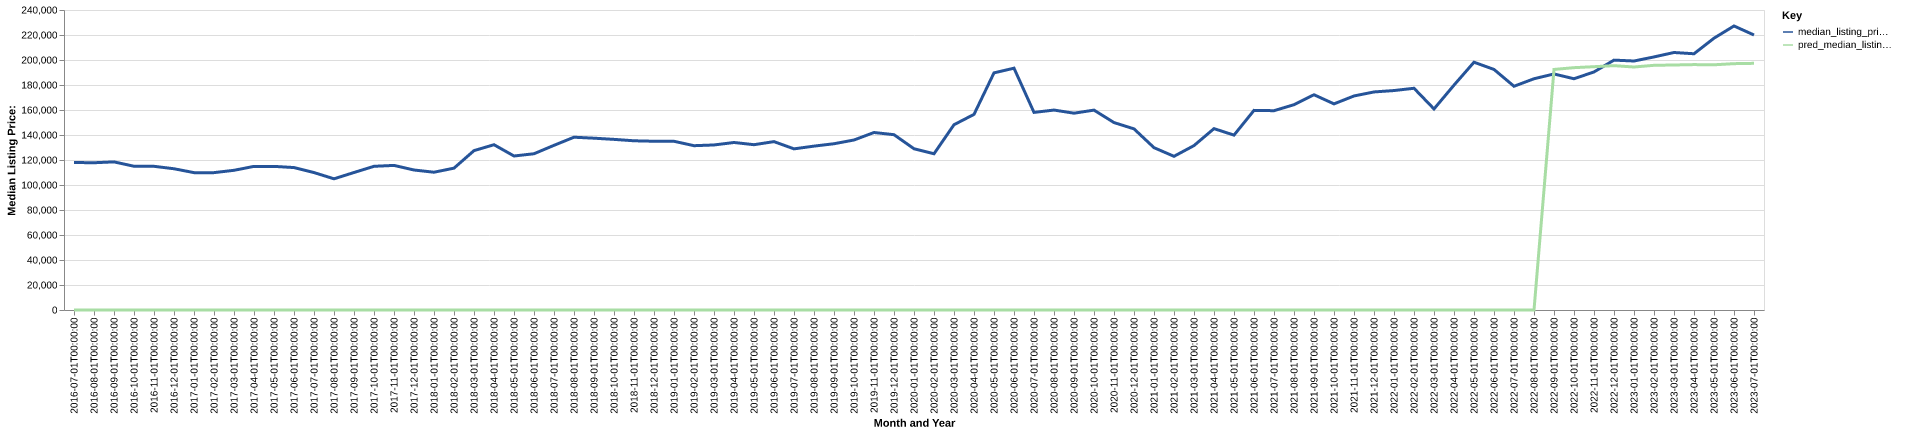 240,000
220,000
200,000
180,000
160,000
140,000
120,000
100,000
80,000
60,000
40,000
20,000
0
Median Listing Price:
2016-07-01T00:00:00
2016-08-01T00:00:00
2016-09-01T00:00:00
2016-10-01T00:00:00
2016-11-01T00:00:00
2016-12-01T00:00:00
2017-01-01T00:00:00
2017-02-01T00:00:00
2017-03-01T00:00:00
2017-04-01T00:00:00
2017-05-01T00:00:00
2017-06-01T00:00:00
2017-07-01T00:00:00
2017-08-01T00:00:00
2017-09-01T00:00:00
2017-10-01T00:00:00
2017-11-01T00:00:00
2017-12-01T00:00:00
2018-01-01T00:00:00
2018-02-01T00:00:00
2018-03-01T00:00:00
2018-04-01T00:00:00
2018-05-01T00:00:00
2018-06-01T00:00:00
2018-07-01T00:00:00
2018-08-01T00:00:00
2018-09-01T00:00:00
2018-10-01T00:00:00
2018-11-01T00:00:00
2018-12-01T00:00:00
2019-01-01T00:00:00
2019-02-01T00:00:00
2019-03-01T00:00:00
2019-04-01T00:00:00
2019-05-01T00:00:00
2019-06-01T00:00:00
2019-07-01T00:00:00
2019-08-01T00:00:00
2019-09-01T00:00:00
2019-10-01T00:00:00
2019-11-01T00:00:00
2019-12-01T00:00:00
2020-01-01T00:00:00
2020-02-01T00:00:00
2020-03-01T00:00:00
2020-04-01T00:00:00
2020-05-01T00:00:00
2020-06-01T00:00:00
2020-07-01T00:00:00
2020-08-01T00:00:00
2020-09-01T00:00:00
2020-10-01T00:00:00
2020-11-01T00:00:00
2020-12-01T00:00:00
2021-01-01T00:00:00
2021-02-01T00:00:00
2021-03-01T00:00:00
2021-04-01T00:00:00
2021-05-01T00:00:00
2021-06-01T00:00:00
2021-07-01T00:00:00
2021-08-01T00:00:00
2021-09-01T00:00:00
2021-10-01T00:00:00
2021-11-01T00:00:00
2021-12-01T00:00:00
2022-01-01T00:00:00
2022-02-01T00:00:00
2022-03-01T00:00:00
2022-04-01T00:00:00
2022-05-01T00:00:00
2022-06-01T00:00:00
2022-07-01T00:00:00
2022-08-01T00:00:00
2022-09-01T00:00:00
2022-10-01T00:00:00
2022-11-01T00:00:00
2022-12-01T00:00:00
2023-01-01T00:00:00
2023-02-01T00:00:00
2023-03-01T00:00:00
2023-04-01T00:00:00
2023-05-01T00:00:00
2023-06-01T00:00:00
2023-07-01T00:00:00
Month and Year
Key
median_listing_pri…
pred_median_listin…